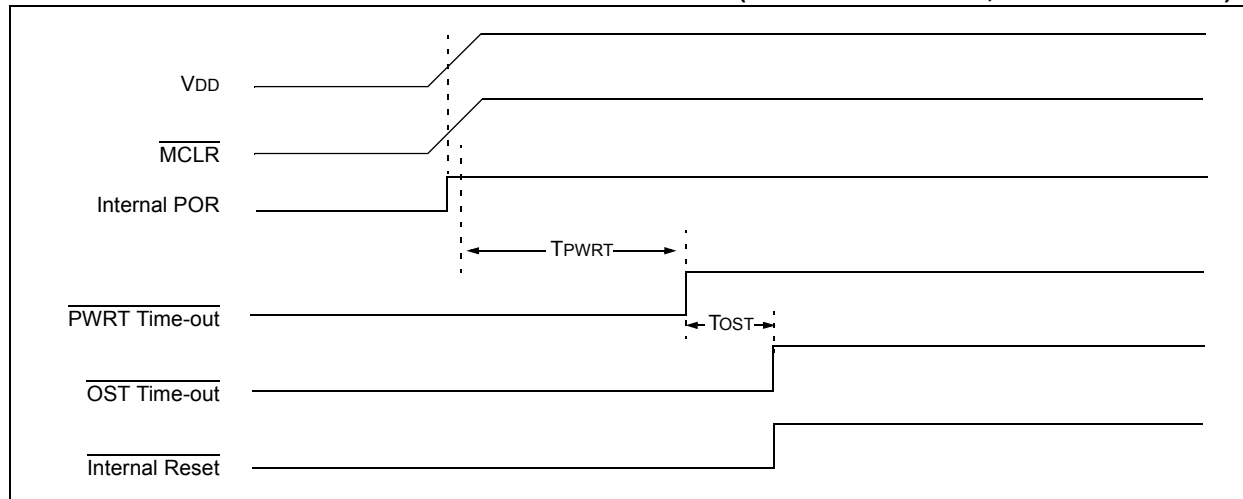 VDD
MCLR
Internal POR
TPWRT
PWRT Time-out
TOST
OST Time-out
Internal Reset